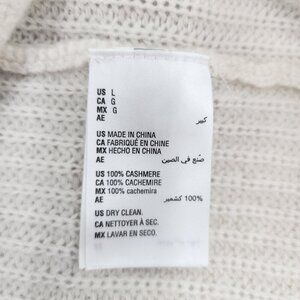 US L
CA G
MX G
AE كبير
US MADE IN CHINA
CA FABRIQUÉ EN CHINE
MX HECHO EN CHINA
AE صُنع في الصين
US 100% CASHMERE
CA 100% CACHEMIRE
MX 100% cachemira
AE 100% كشمير
US DRY CLEAN.
CA NETTOYER À SEC.
MX LAVAR EN SECO.